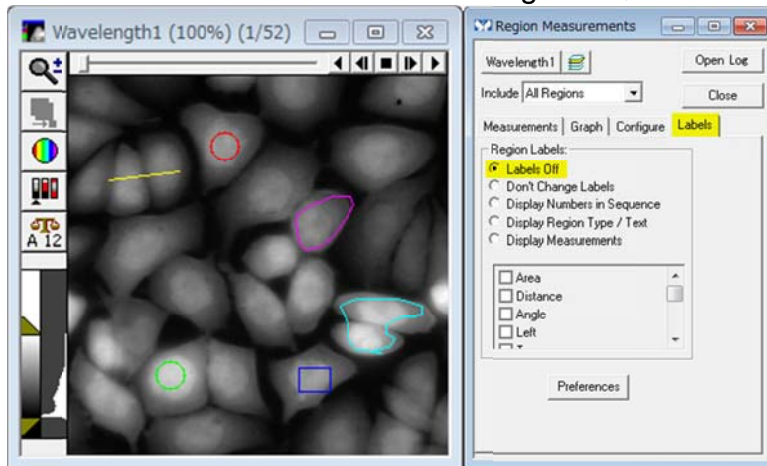 Wavelength1 (100%) (1/52)
A 12
Region Measurements
Wavelength1
Open Log
Include All Regions
Close
Measurements Graph Configure Labels
Region Labels:
Labels Off
Don't Change Labels
Display Numbers in Sequence
Display Region Type / Text
Display Measurements
Area
Distance
Angle
Left
Preferences